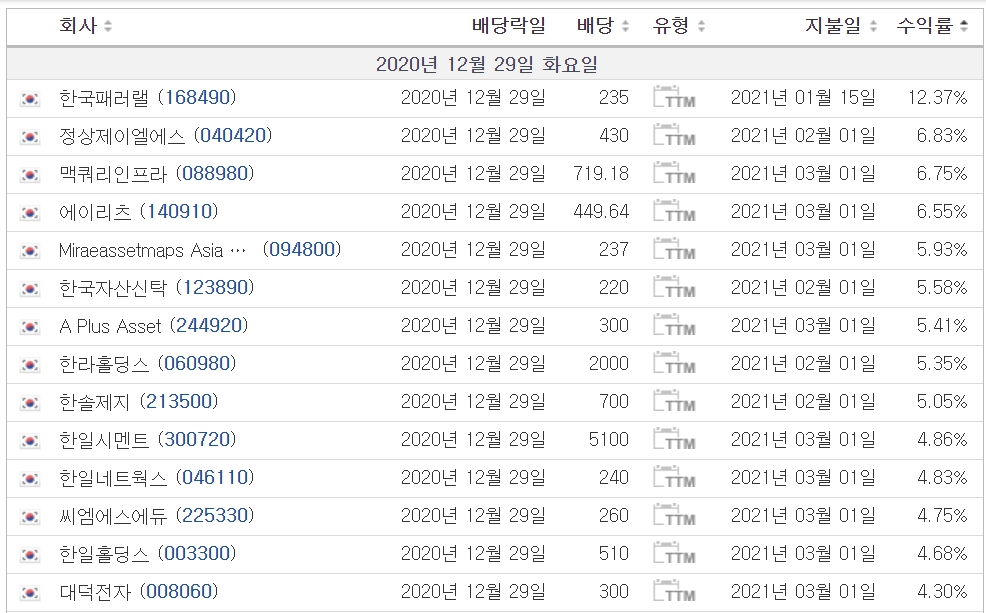 회사 배당락일 배당 유형 지불일 수익률
2020년 12월 29일 화요일
한국패러랠 (168490) 2020년 12월 29일 235 TTM 2021년 01월 15일 12.37%
정상제이엘에스 (040420) 2020년 12월 29일 430 TTM 2021년 02월 01일 6.83%
맥쿼리인프라 (088980) 2020년 12월 29일 719.18 TTM 2021년 03월 01일 6.75%
에이리츠 (140910) 2020년 12월 29일 449.64 TTM 2021년 03월 01일 6.55%
Miraeassetmaps Asia … (094800) 2020년 12월 29일 237 TTM 2021년 03월 01일 5.93%
한국자산신탁 (123890) 2020년 12월 29일 220 TTM 2021년 02월 01일 5.58%
A Plus Asset (244920) 2020년 12월 29일 300 TTM 2021년 03월 01일 5.41%
한라홀딩스 (060980) 2020년 12월 29일 2000 TTM 2021년 02월 01일 5.35%
한솔제지 (213500) 2020년 12월 29일 700 TTM 2021년 02월 01일 5.05%
한일시멘트 (300720) 2020년 12월 29일 5100 TTM 2021년 03월 01일 4.86%
한일네트웍스 (046110) 2020년 12월 29일 240 TTM 2021년 03월 01일 4.83%
씨엠에스에듀 (225330) 2020년 12월 29일 260 TTM 2021년 03월 01일 4.75%
한일홀딩스 (003300) 2020년 12월 29일 510 TTM 2021년 03월 01일 4.68%
대덕전자 (008060) 2020년 12월 29일 300 TTM 2021년 03월 01일 4.30%